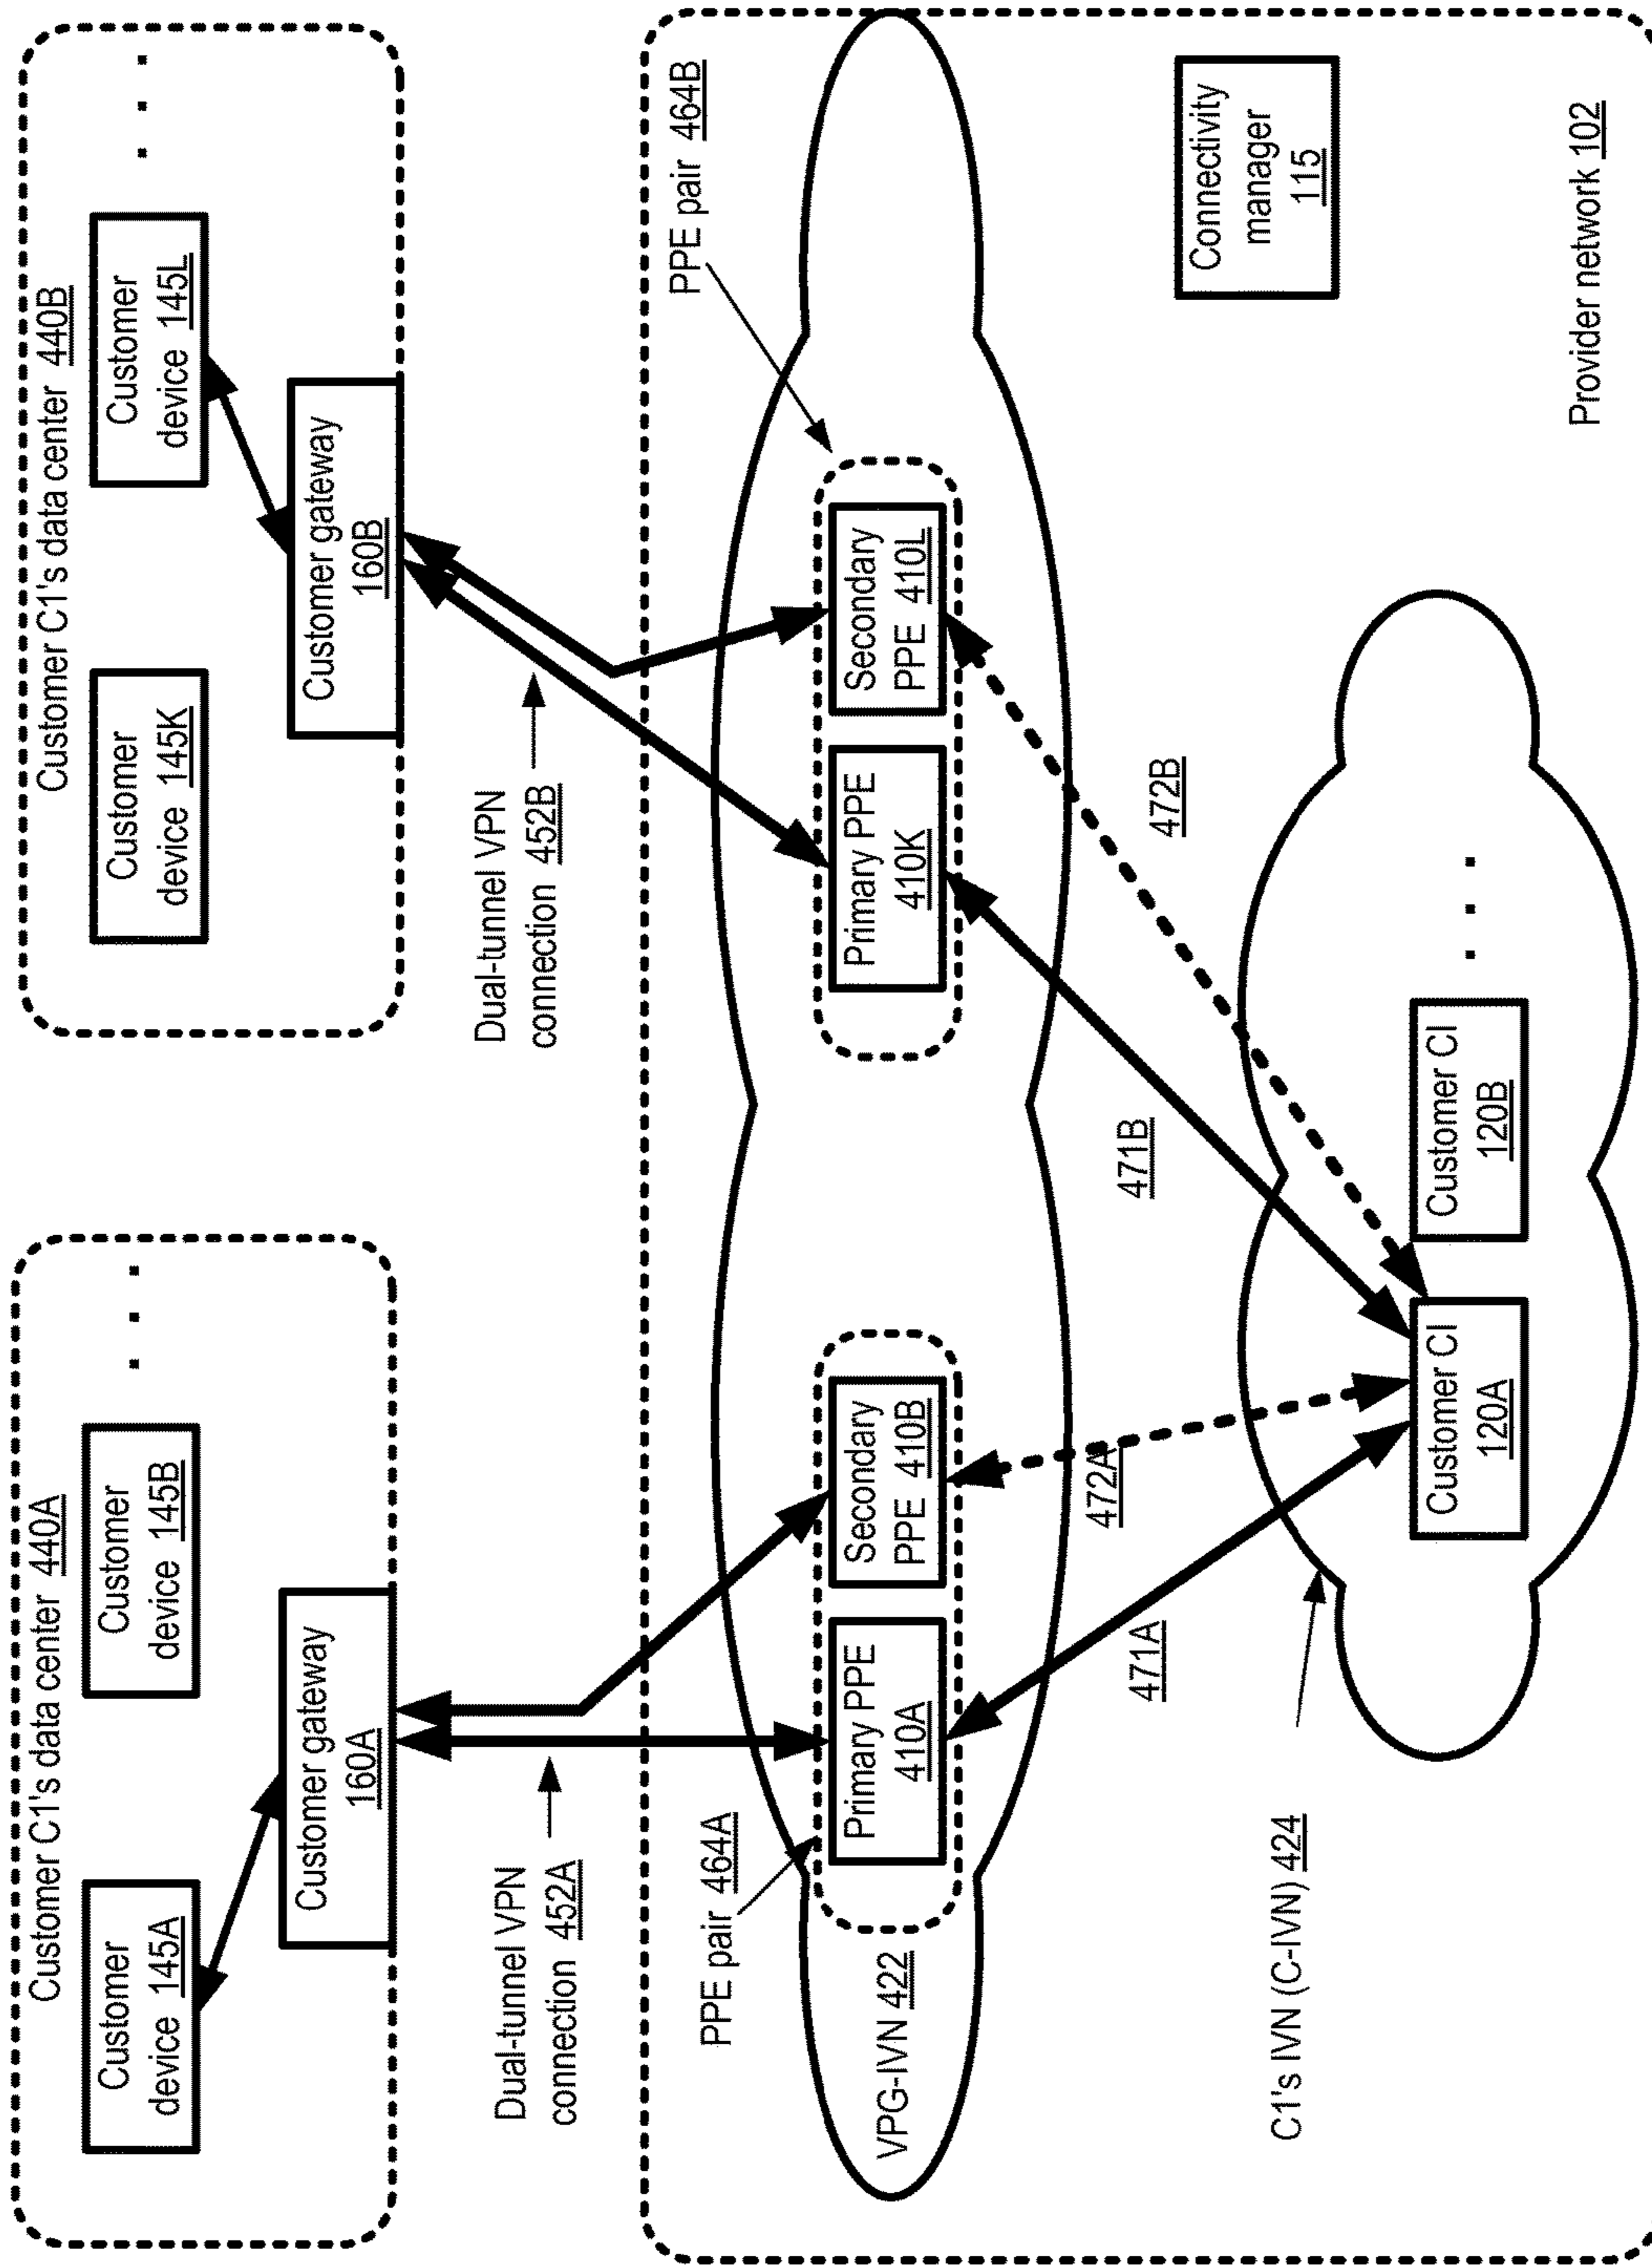 Customer C1's data center 440A
Customer
device 145A
Customer
device 145B
. . .
Customer gateway
160A
Customer C1's data center 440B
Customer
device 145K
Customer
device 145L
. . .
Customer gateway
160B
Dual-tunnel VPN
connection 452A
Dual-tunnel VPN
connection 452B
PPE pair 464A
PPE pair 464B
VPG-IVN 422
Primary PPE
410A
Secondary
PPE 410B
Primary PPE
410K
Secondary
PPE 410L
471A
472A
471B
472B
Connectivity
manager
115
C1's IVN (C-IVN) 424
Customer CI
120A
Customer CI
120B
. . .
Provider network 102